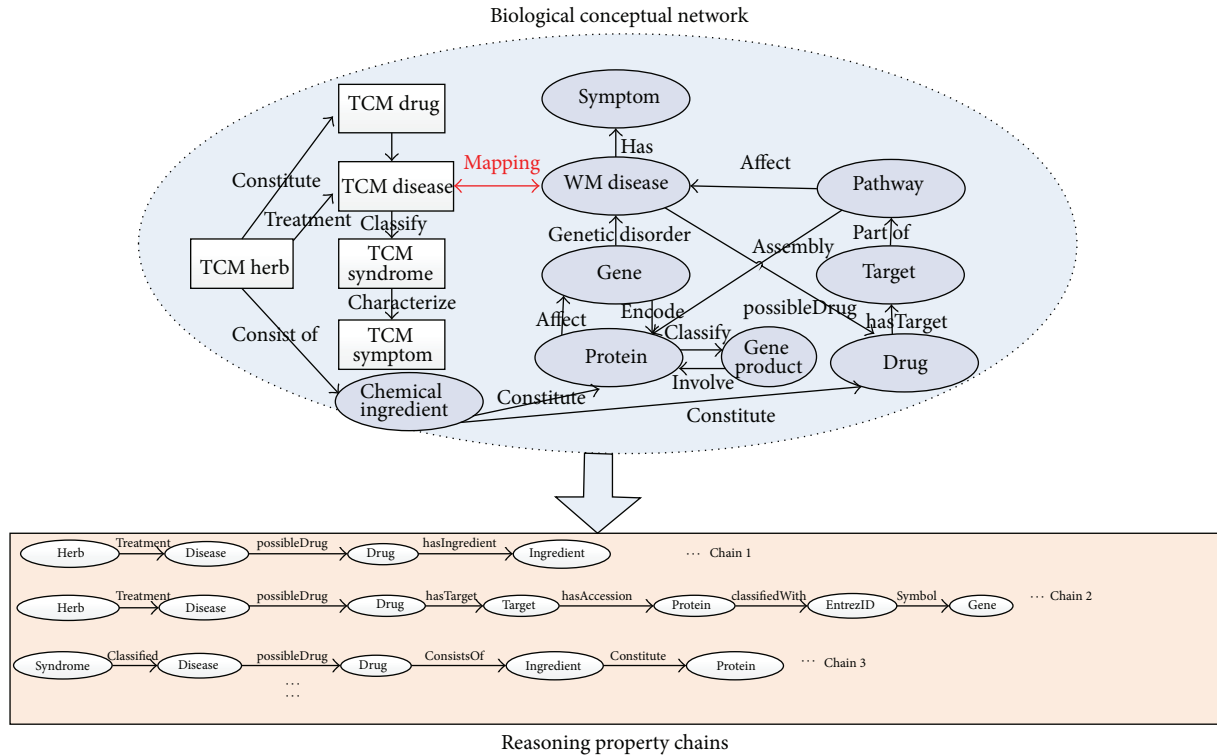 Biological conceptual network
TCM drug
Symptom
Has
Mapping
Affect
Constitute
TCM disease
WM disease
Pathway
Treatment
Classify
Genetic disorder
Assembly
Part of
TCM herb
TCM
syndrome
Gene
Target
Characterize
Encode
possibleDrug
hasTarget
Consist of
Affect
Classify
TCM
symptom
Protein
Gene
product
Drug
Involve
Chemical
ingredient
Constitute
Constitute
Herb
Treatment
Disease
possibleDrug
Drug
hasIngredient
Ingredient
··· Chain 1
Herb
Treatment
Disease
possibleDrug
Drug
hasTarget
Target
hasAccession
Protein
classifiedWith
EntrezID
Symbol
Gene
··· Chain 2
Syndrome
Classified
Disease
possibleDrug
Drug
ConsistsOf
Ingredient
Constitute
Protein
··· Chain 3
···
···
Reasoning property chains